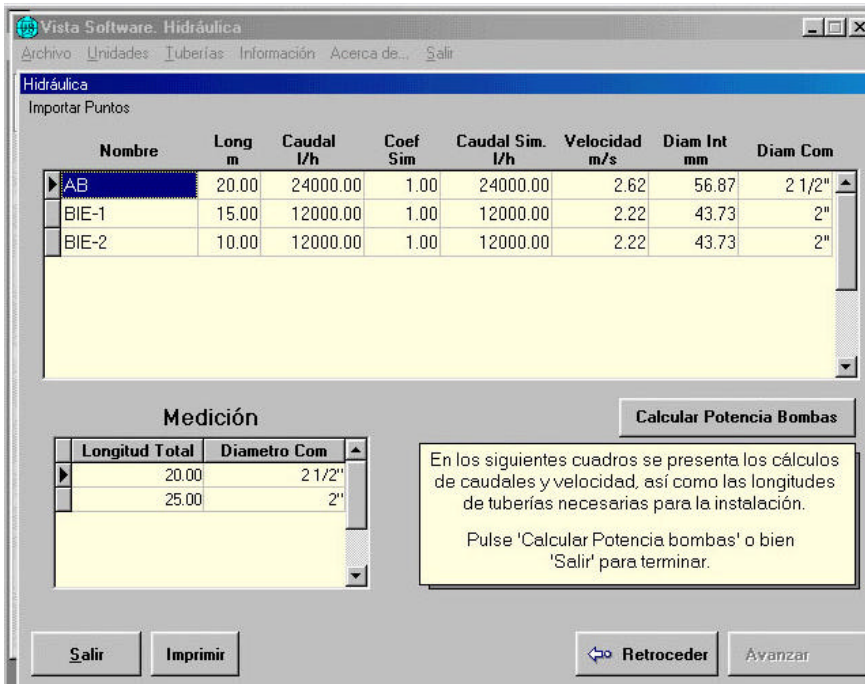 Vista Software. Hidráulica
Archivo Unidades Tuberías Información Acerca de... Salir
Hidráulica
Importar Puntos
Nombre Long m Caudal l/h Coef Sim Caudal Sim. l/h Velocidad m/s Diam Int mm Diam Com
AB 20.00 24000.00 1.00 24000.00 2.62 56.87 2 1/2"
BIE-1 15.00 12000.00 1.00 12000.00 2.22 43.73 2"
BIE-2 10.00 12000.00 1.00 12000.00 2.22 43.73 2"
Medición
Longitud Total Diametro Com
20.00 2 1/2"
25.00 2"
Calcular Potencia Bombas
En los siguientes cuadros se presenta los cálculos
de caudales y velocidad, así como las longitudes
de tuberías necesarias para la instalación.
Pulse 'Calcular Potencia bombas' o bien
'Salir' para terminar.
Salir Imprimir Retroceder Avanzar